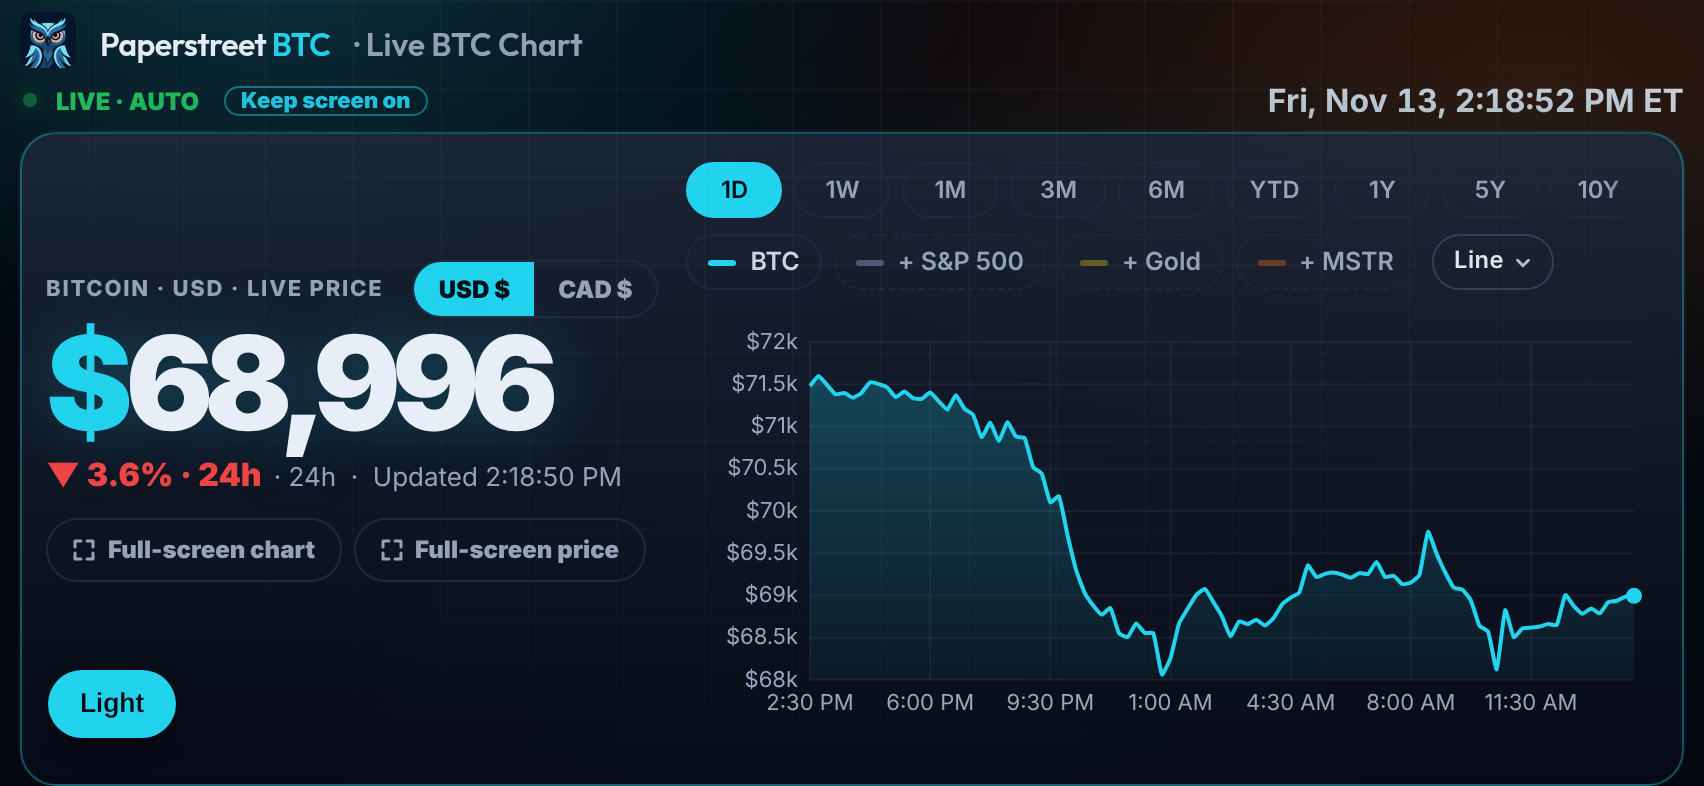 Paperstreet BTC · Live BTC Chart
LIVE · AUTO
Keep screen on
Fri, Nov 13, 2:18:52 PM ET
1D 1W 1M 3M 6M YTD 1Y 5Y 10Y
BTC + S&P 500 + Gold + MSTR Line
BITCOIN · USD · LIVE PRICE
USD $ CAD $
$68,996
▼ 3.6% · 24h · 24h · Updated 2:18:50 PM
Full-screen chart Full-screen price
Light
$72k
$71.5k
$71k
$70.5k
$70k
$69.5k
$69k
$68.5k
$68k
2:30 PM 6:00 PM 9:30 PM 1:00 AM 4:30 AM 8:00 AM 11:30 AM